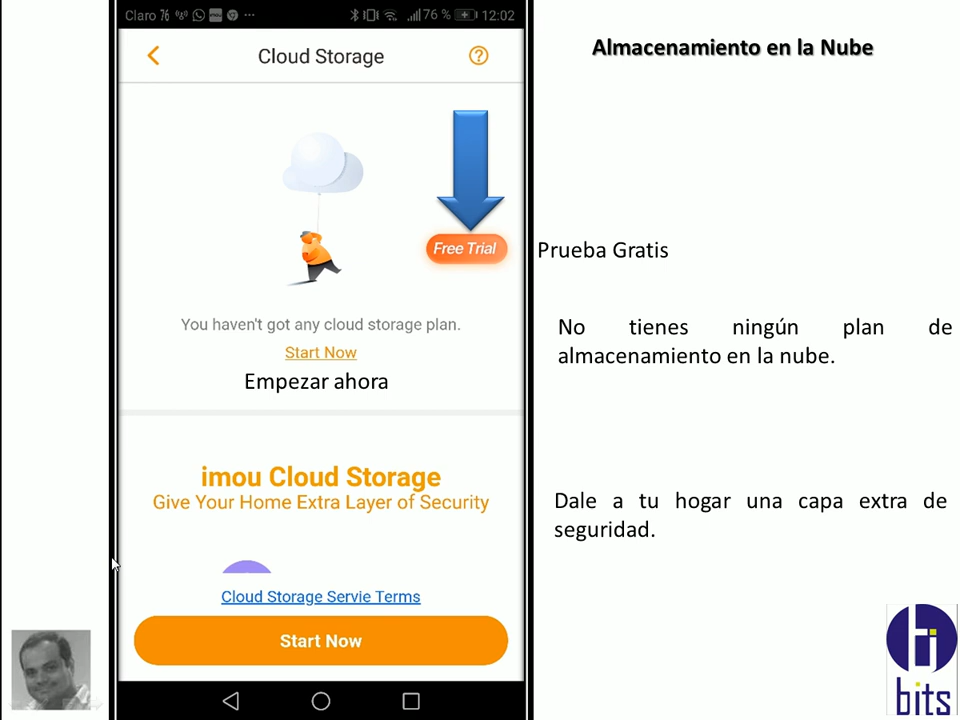 Claro 76 76 % 12:02
Cloud Storage
Almacenamiento en la Nube
Free Trial
Prueba Gratis
You haven't got any cloud storage plan.
Start Now
Empezar ahora
No tienes ningún plan de
almacenamiento en la nube.
imou Cloud Storage
Give Your Home Extra Layer of Security
Dale a tu hogar una capa extra de
seguridad.
Cloud Storage Servie Terms
Start Now
bits